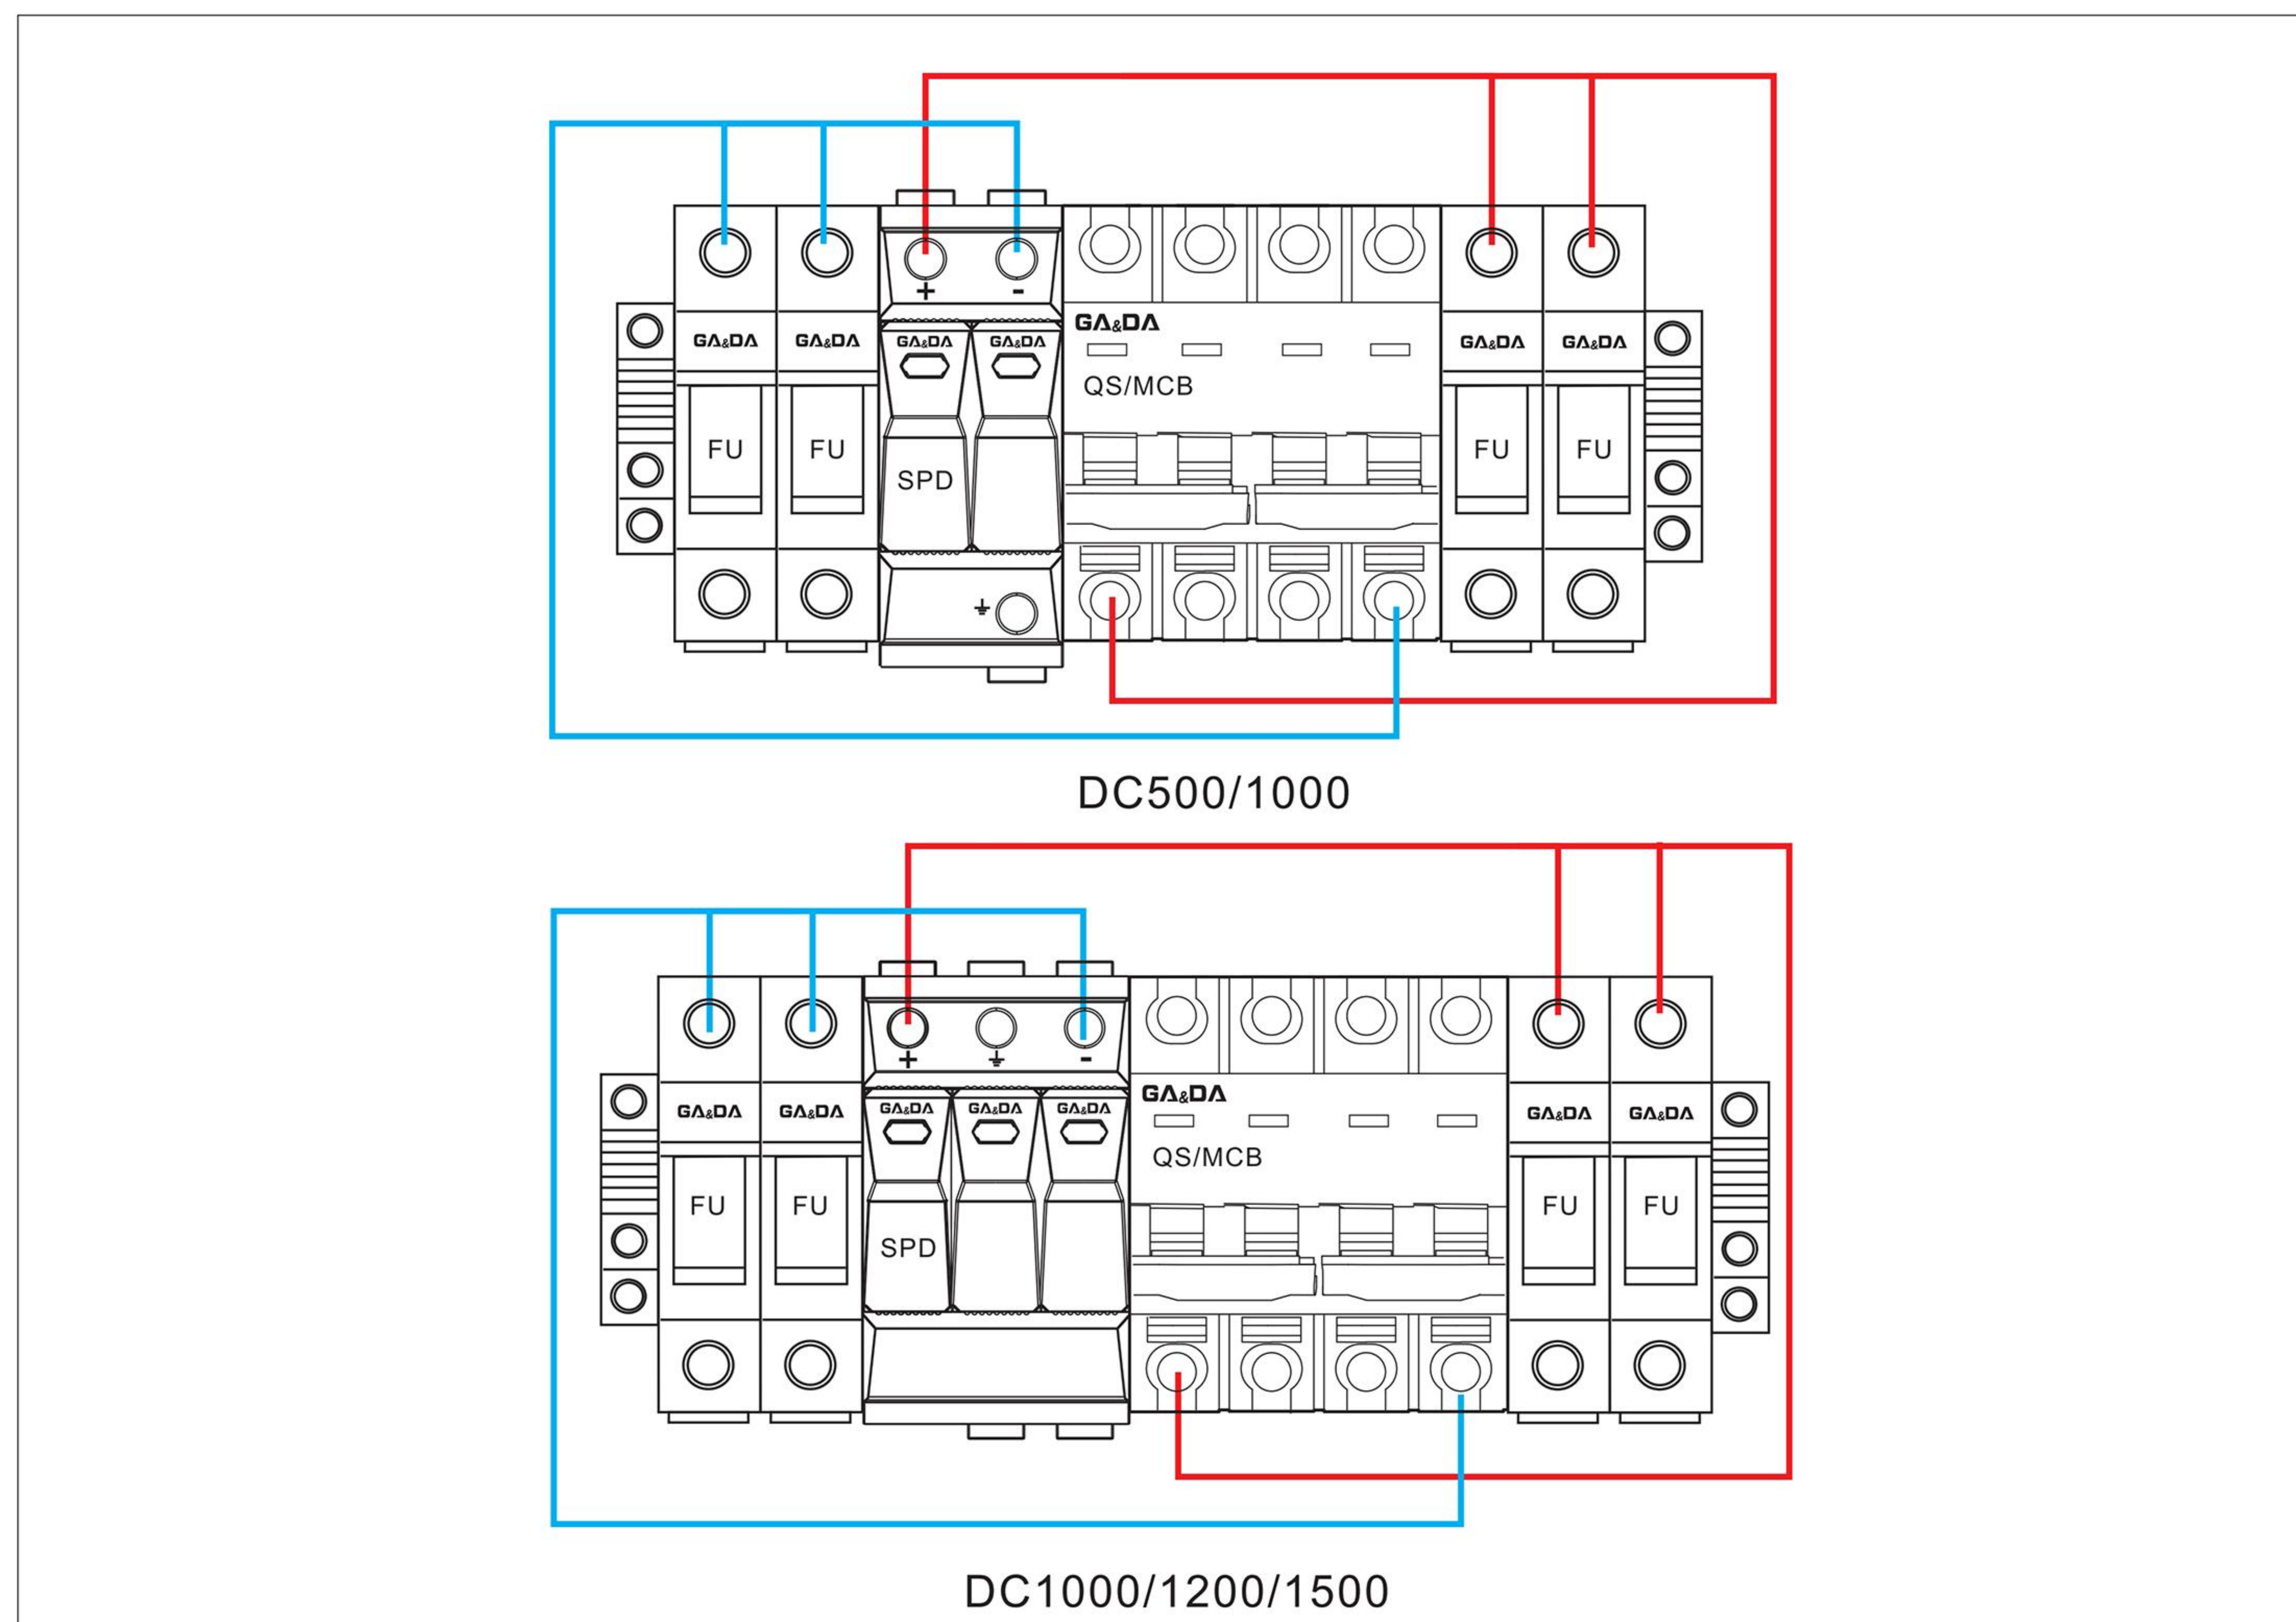 + -
GA&DA GA&DA GA&DA GA&DA GA&DA GA&DA GA&DA
QS/MCB
FU FU SPD FU FU
DC500/1000
+ -
GA&DA GA&DA GA&DA GA&DA GA&DA GA&DA GA&DA GA&DA
QS/MCB
FU FU SPD FU FU
DC1000/1200/1500